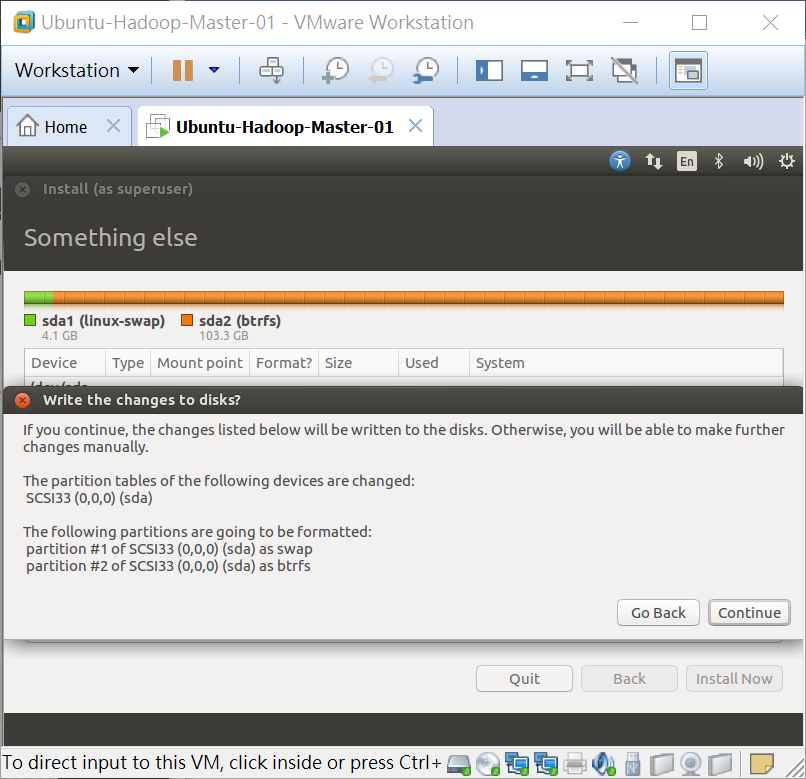 Ubuntu-Hadoop-Master-01 - VMware Workstation
Workstation
Home
Ubuntu-Hadoop-Master-01
En
Install (as superuser)
Something else
sda1 (linux-swap) sda2 (btrfs)
4.1 GB 103.3 GB
Device Type Mount point Format? Size Used System
Write the changes to disks?
If you continue, the changes listed below will be written to the disks. Otherwise, you will be able to make further
changes manually.
The partition tables of the following devices are changed:
SCSI33 (0,0,0) (sda)
The following partitions are going to be formatted:
partition #1 of SCSI33 (0,0,0) (sda) as swap
partition #2 of SCSI33 (0,0,0) (sda) as btrfs
Go Back Continue
Quit Back Install Now
To direct input to this VM, click inside or press Ctrl+